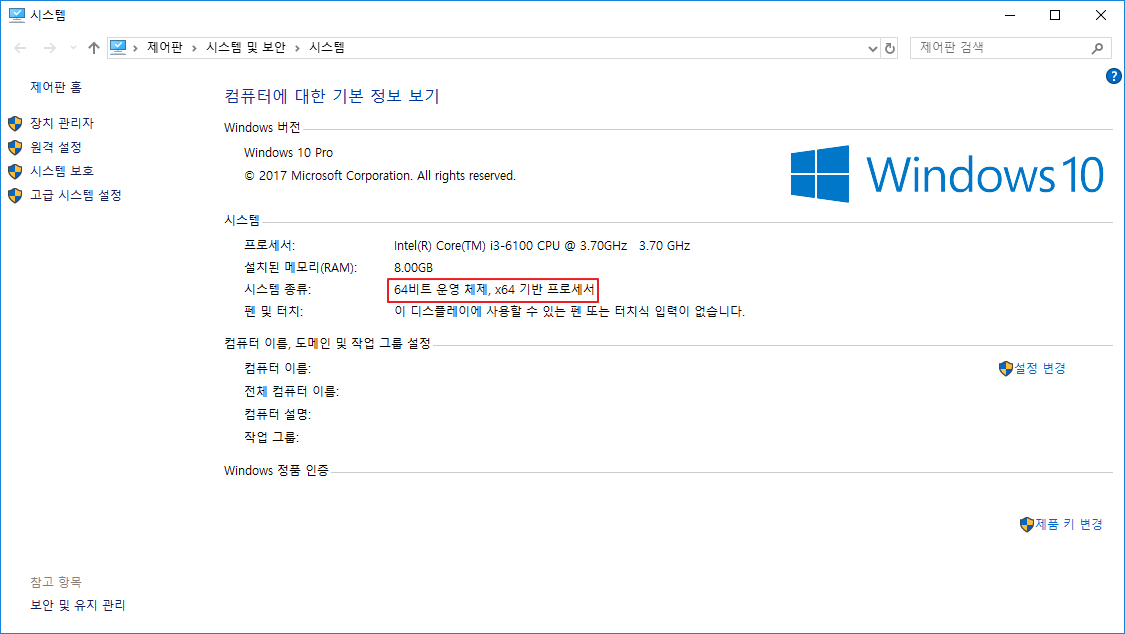 시스템
제어판 › 시스템 및 보안 › 시스템
제어판 검색
?
제어판 홈
장치 관리자
원격 설정
시스템 보호
고급 시스템 설정
컴퓨터에 대한 기본 정보 보기
Windows 버전
Windows 10 Pro
© 2017 Microsoft Corporation. All rights reserved.
Windows 10
시스템
프로세서: Intel(R) Core(TM) i3-6100 CPU @ 3.70GHz 3.70 GHz
설치된 메모리(RAM): 8.00GB
시스템 종류: 64비트 운영 체제, x64 기반 프로세서
펜 및 터치: 이 디스플레이에 사용할 수 있는 펜 또는 터치식 입력이 없습니다.
컴퓨터 이름, 도메인 및 작업 그룹 설정
컴퓨터 이름: 설정 변경
전체 컴퓨터 이름:
컴퓨터 설명:
작업 그룹:
Windows 정품 인증
제품 키 변경
참고 항목
보안 및 유지 관리